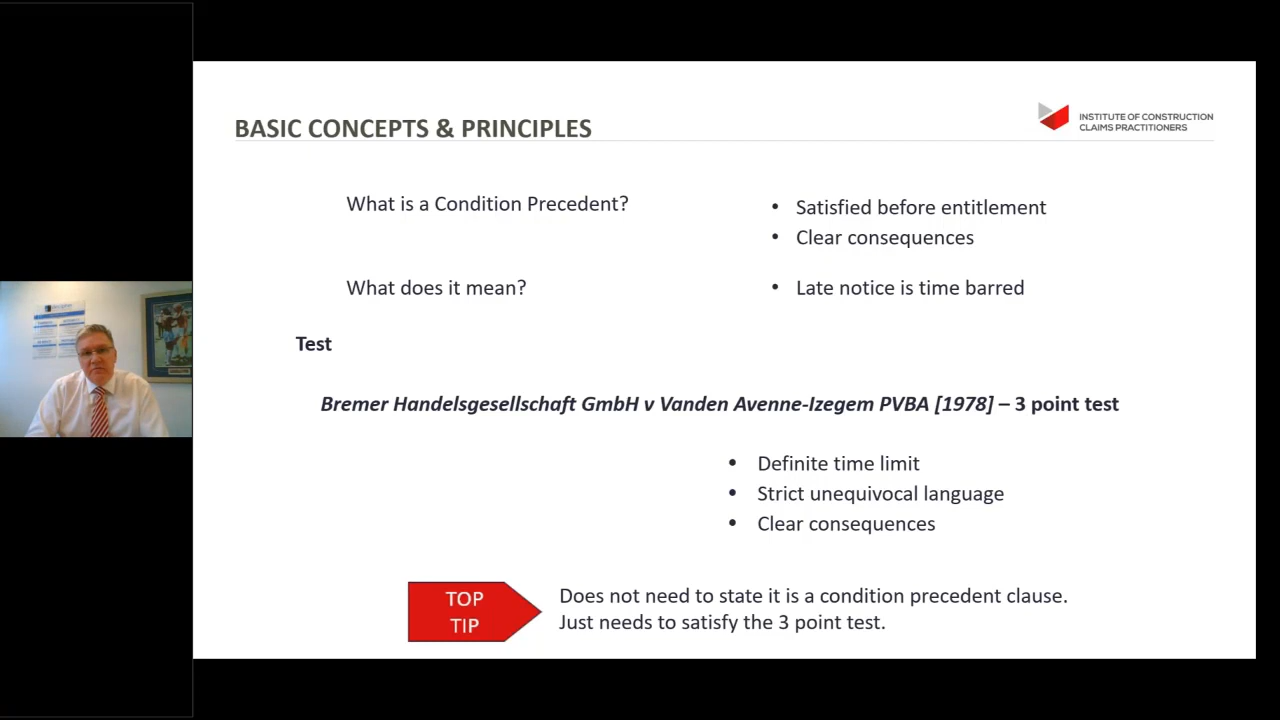 BASIC CONCEPTS & PRINCIPLES
INSTITUTE OF CONSTRUCTION
CLAIMS PRACTITIONERS
What is a Condition Precedent?
• Satisfied before entitlement
• Clear consequences
What does it mean?
• Late notice is time barred
Test
Bremer Handelsgesellschaft GmbH v Vanden Avenne-Izegem PVBA [1978] – 3 point test
• Definite time limit
• Strict unequivocal language
• Clear consequences
TOP
TIP
Does not need to state it is a condition precedent clause.
Just needs to satisfy the 3 point test.